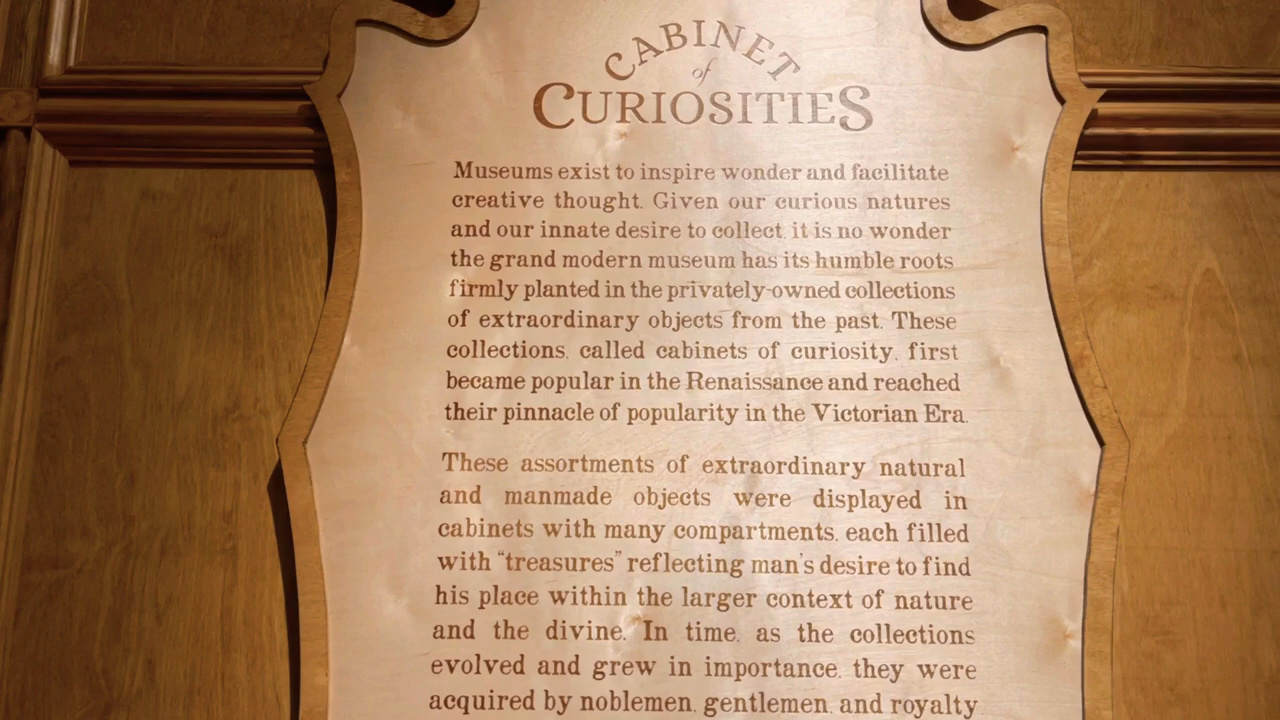 CABINET
of
CURIOSITIES
Museums exist to inspire wonder and facilitate
creative thought. Given our curious natures
and our innate desire to collect, it is no wonder
the grand modern museum has its humble roots
firmly planted in the privately-owned collections
of extraordinary objects from the past. These
collections, called cabinets of curiosity, first
became popular in the Renaissance and reached
their pinnacle of popularity in the Victorian Era.
These assortments of extraordinary natural
and manmade objects were displayed in
cabinets with many compartments, each filled
with “treasures” reflecting man's desire to find
his place within the larger context of nature
and the divine. In time, as the collections
evolved and grew in importance, they were
acquired by noblemen, gentlemen, and royalty